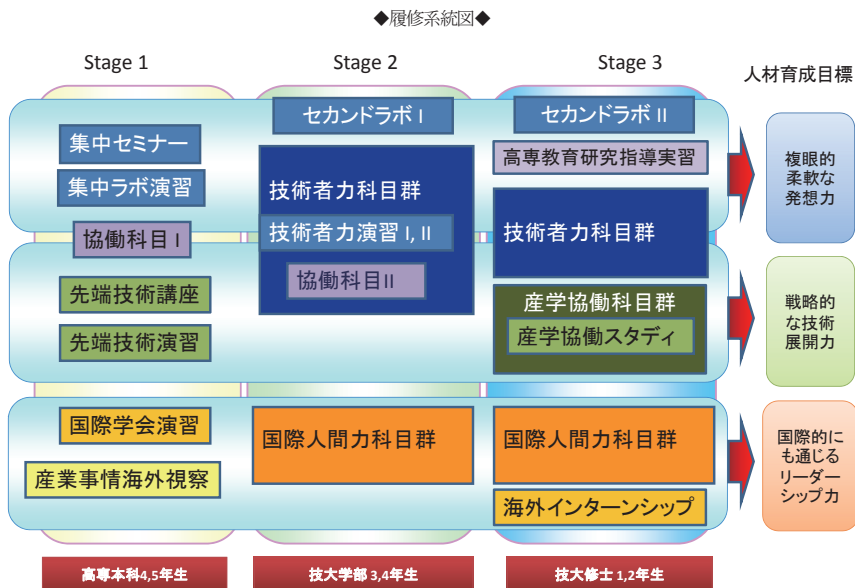 ◆履修系統図◆
Stage 1
Stage 2
Stage 3
人材育成目標
集中セミナー
集中ラボ演習
協働科目 I
先端技術講座
先端技術演習
国際学会演習
産業事情海外視察
セカンドラボ I
技術者力科目群
技術者力演習 I, II
協働科目II
国際人間力科目群
セカンドラボ II
高専教育研究指導実習
技術者力科目群
産学協働科目群
産学協働スタディ
国際人間力科目群
海外インターンシップ
複眼的
柔軟な
発想力
戦略的
な技術
展開力
国際的に
も通じる
リーダー
シップ力
高専本科4,5年生
技大学部 3,4年生
技大修士 1,2年生